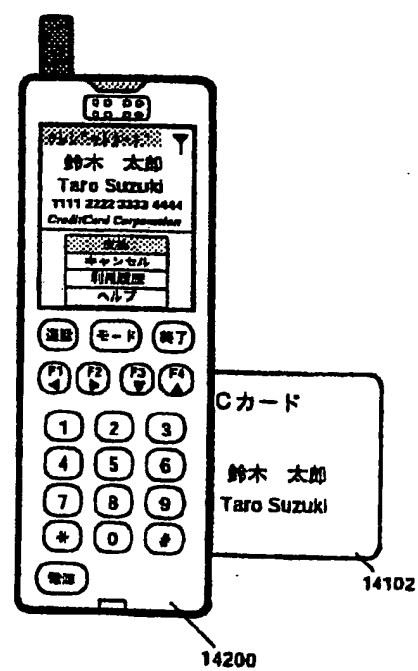 鈴木 太郎
Taro Suzuki
1111 2222 3333 4444
CreditCard Corporation
キャンセル
利用履歴
ヘルプ
通話
モード
終了
F1
F2
F3
F4
1
2
3
4
5
6
7
8
9
*
0
#
電源
Cカード
鈴木 太郎
Taro Suzuki
14102
14200